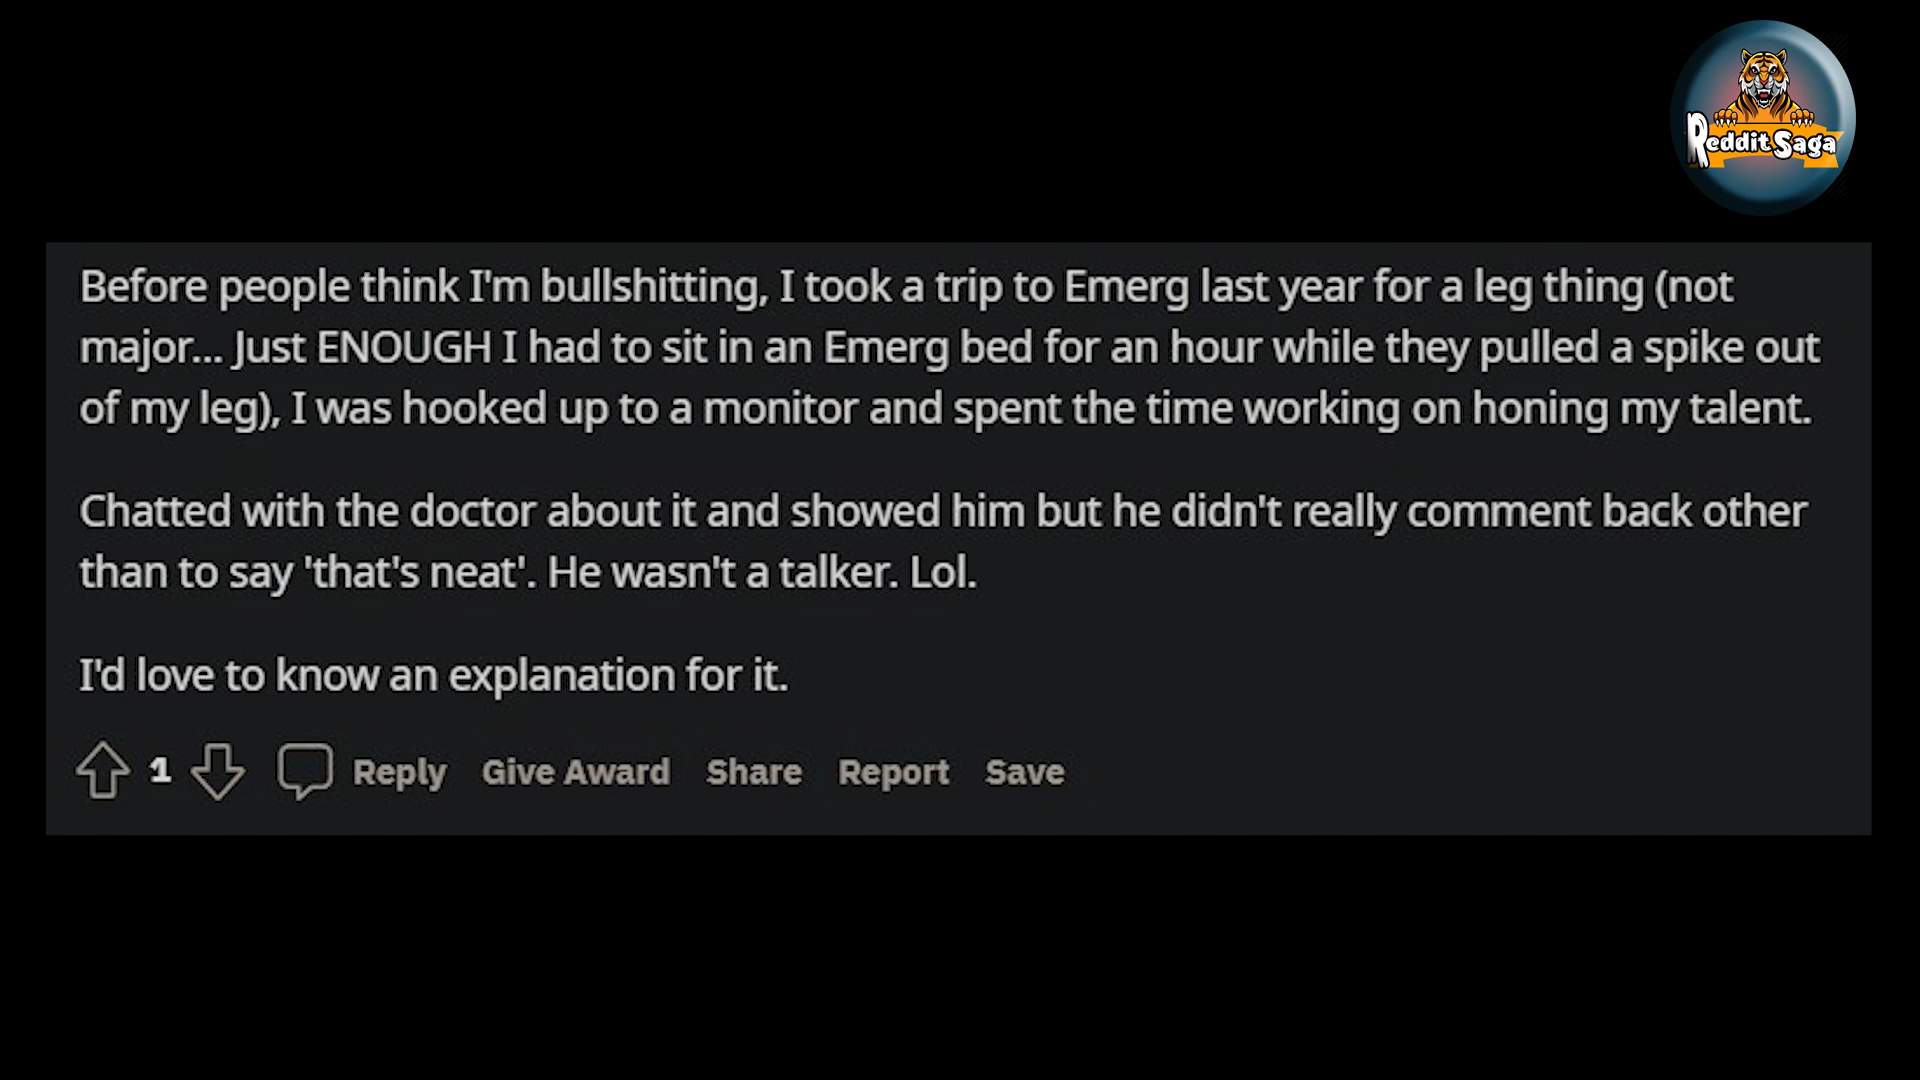 Reddit Saga
Before people think I'm bullshitting, I took a trip to Emerg last year for a leg thing (not
major... Just ENOUGH I had to sit in an Emerg bed for an hour while they pulled a spike out
of my leg), I was hooked up to a monitor and spent the time working on honing my talent.
Chatted with the doctor about it and showed him but he didn't really comment back other
than to say 'that's neat'. He wasn't a talker. Lol.
I'd love to know an explanation for it.
1 Reply Give Award Share Report Save